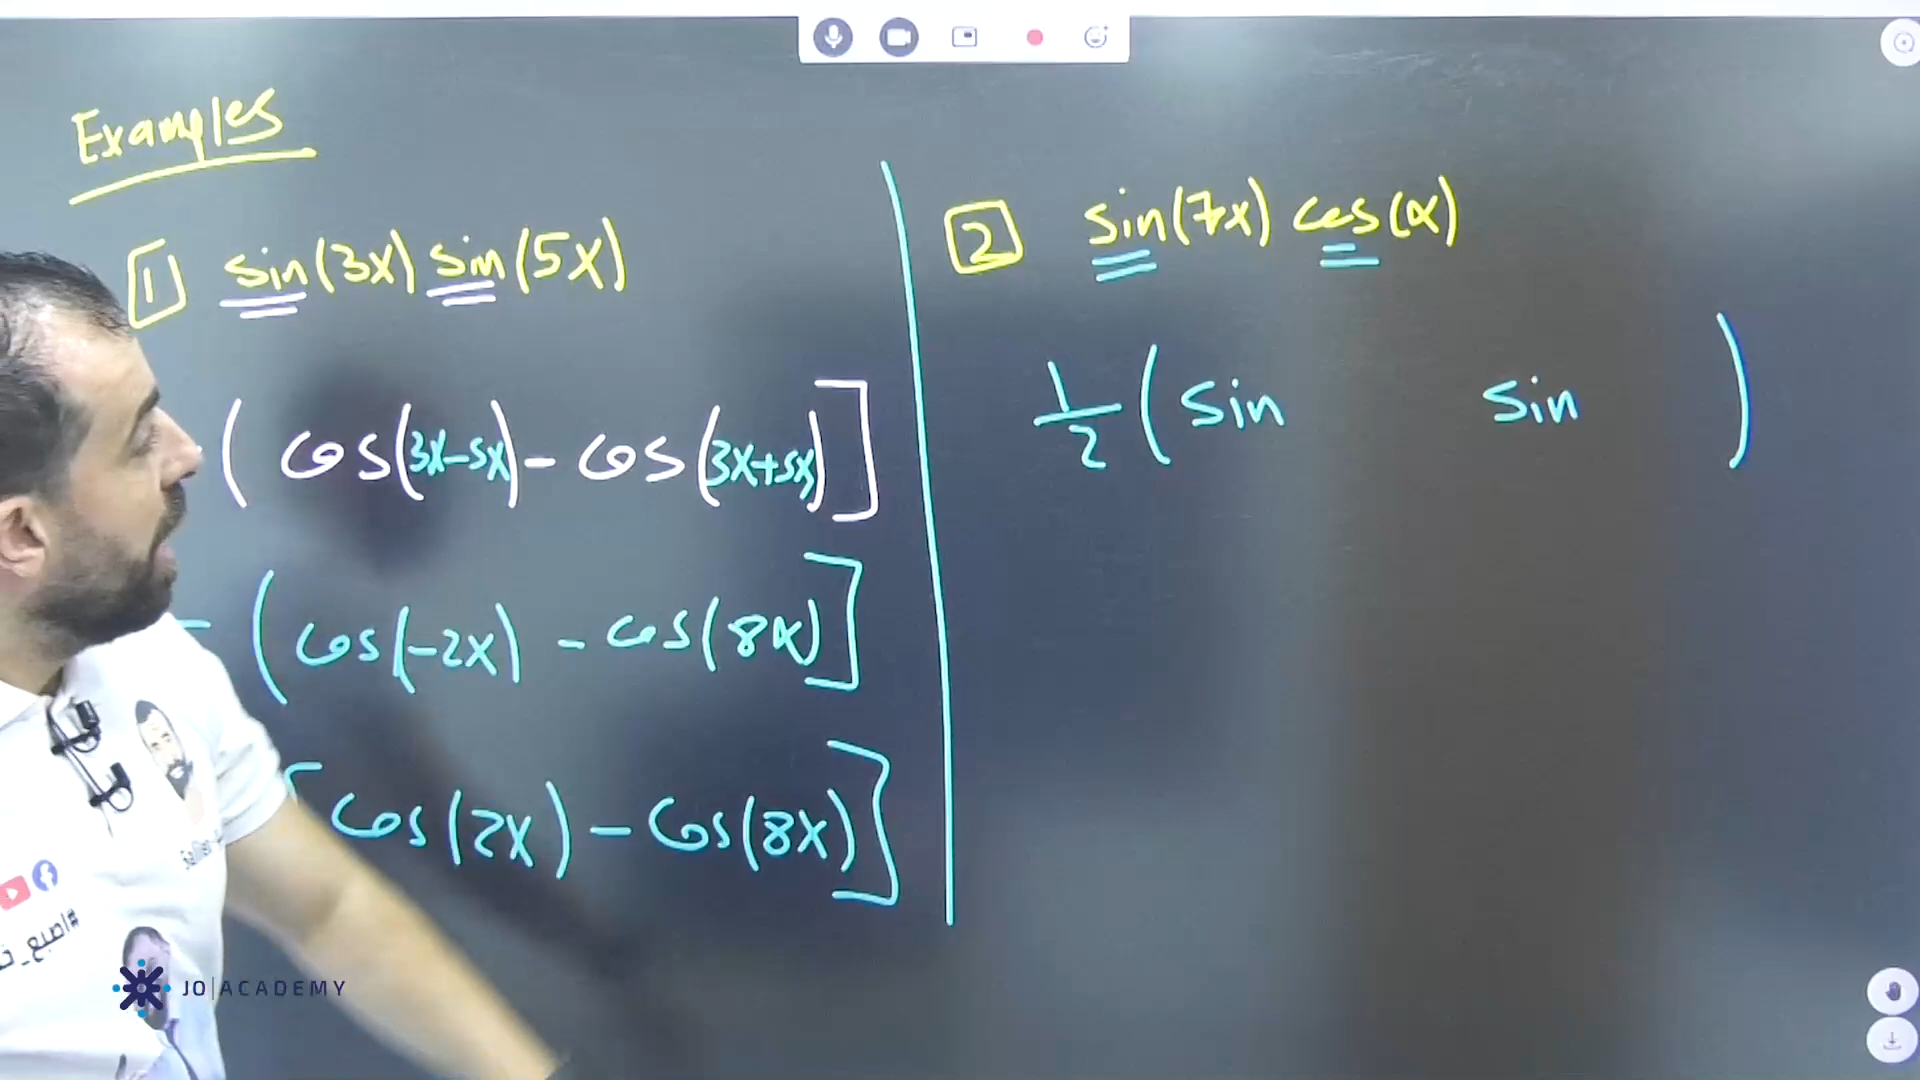 Examples
1 sin(3x) sin(5x)
( cos(3x-5x) - cos(3x+5x)]
- (cos(-2x) - cos(8x)]
[ cos(2x) - cos(8x)]
2 sin(7x) cos(x)
1/2 ( sin sin )
#اصبع_
JO|ACADEMY